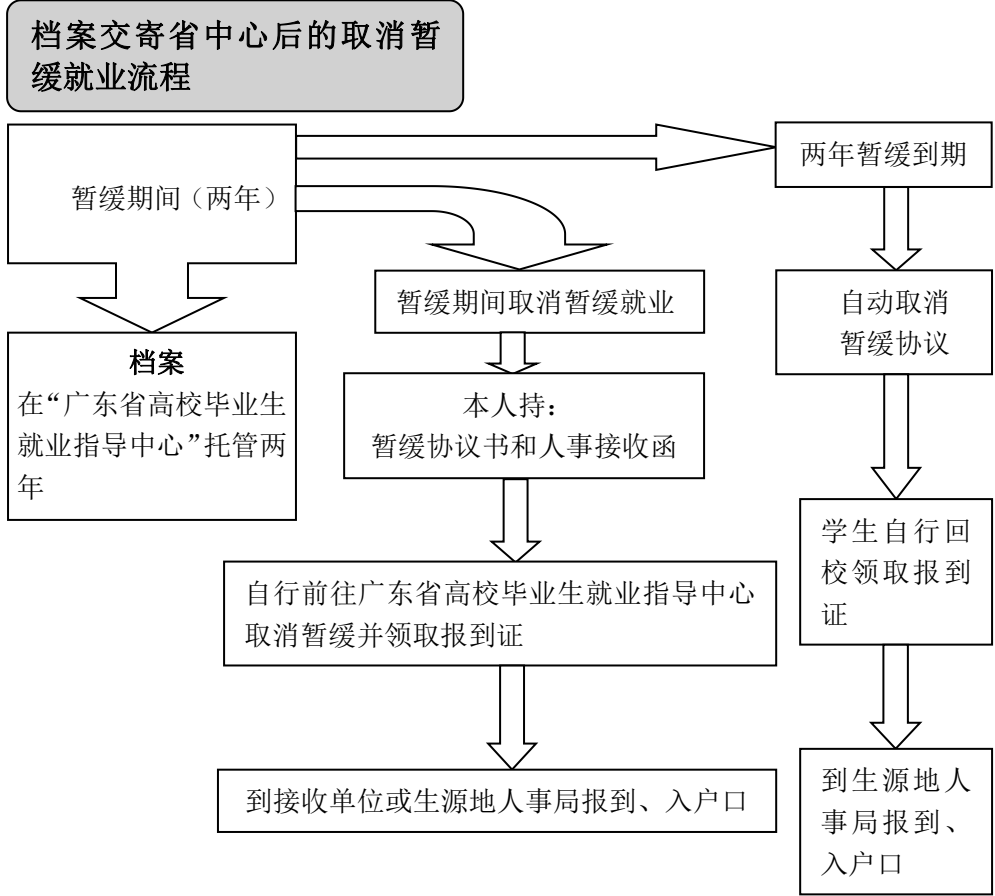 档案交寄省中心后的取消暂
缓就业流程
暂缓期间（两年）
两年暂缓到期
暂缓期间取消暂缓就业
自动取消
暂缓协议
档案
在“广东省高校毕业生
就业指导中心”托管两
年
本人持：
暂缓协议书和人事接收函
学生自行回
校领取报到
证
自行前往广东省高校毕业生就业指导中心
取消暂缓并领取报到证
到接收单位或生源地人事局报到、入户口
到生源地人
事局报到、
入户口